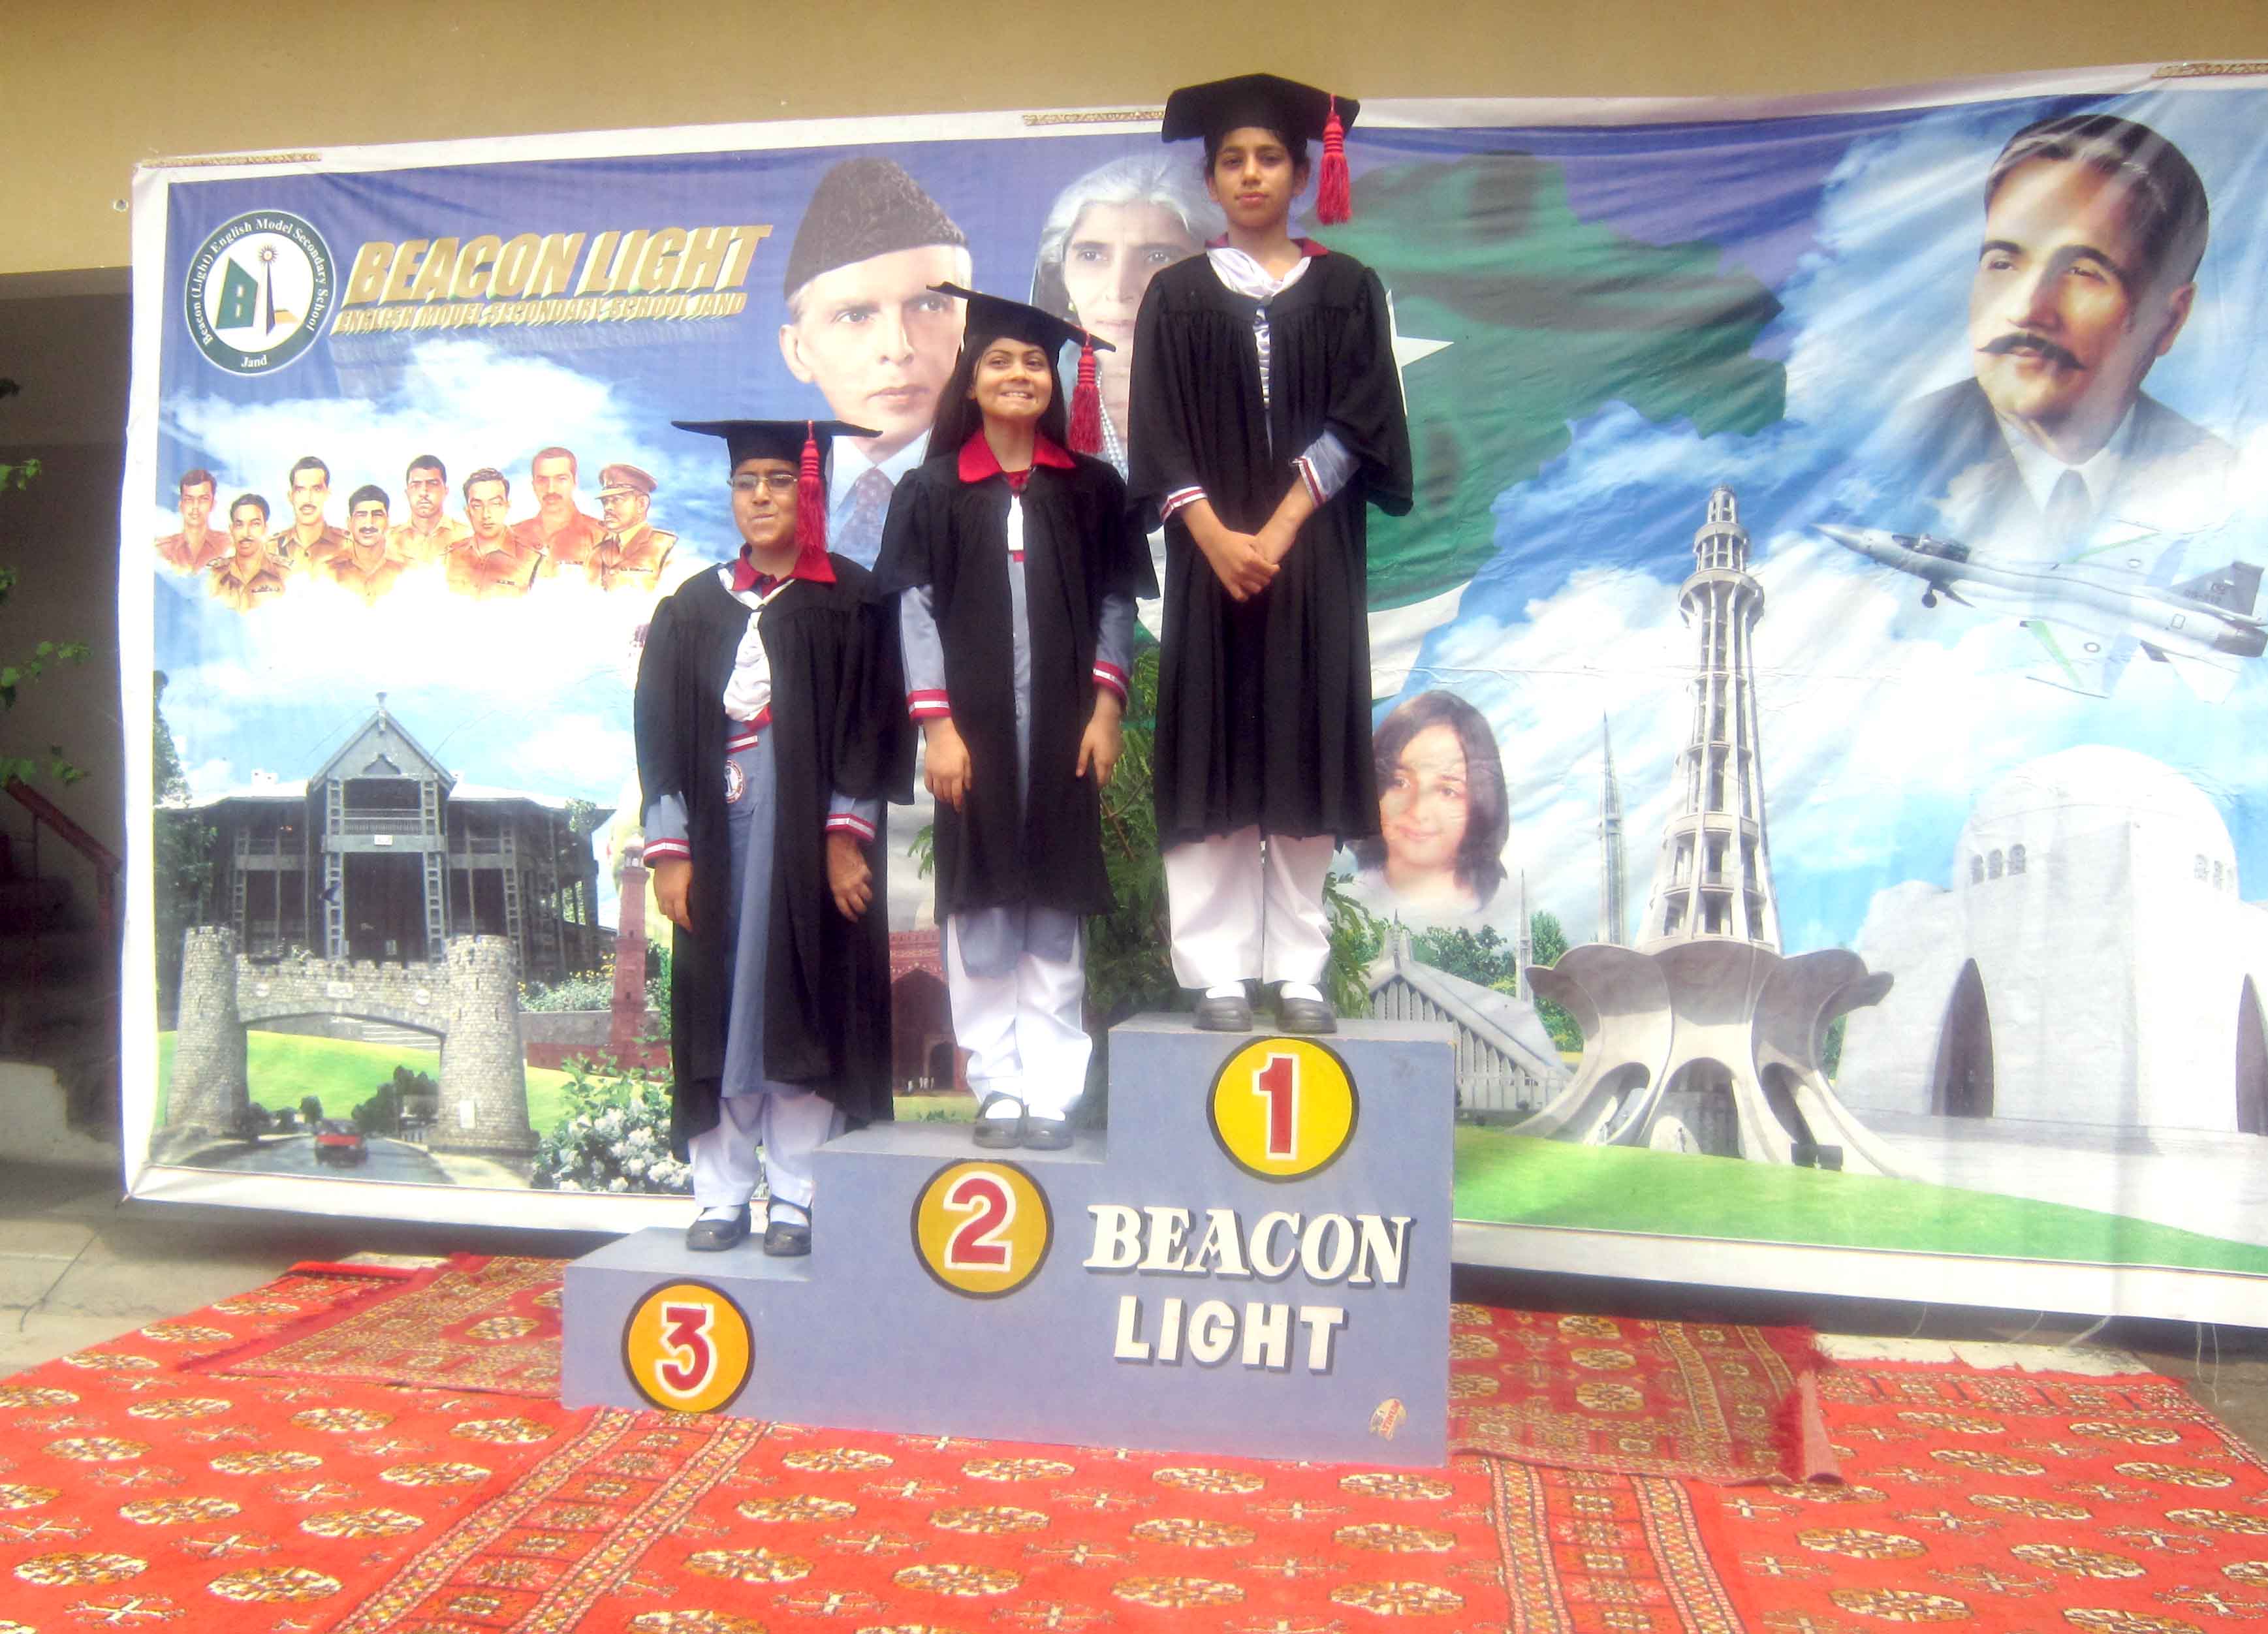 Beacon (Light) English Model Secondary School
Jand
BEACON LIGHT
ENGLISH MODEL SECONDARY SCHOOL JAND
1
2
3
BEACON
LIGHT